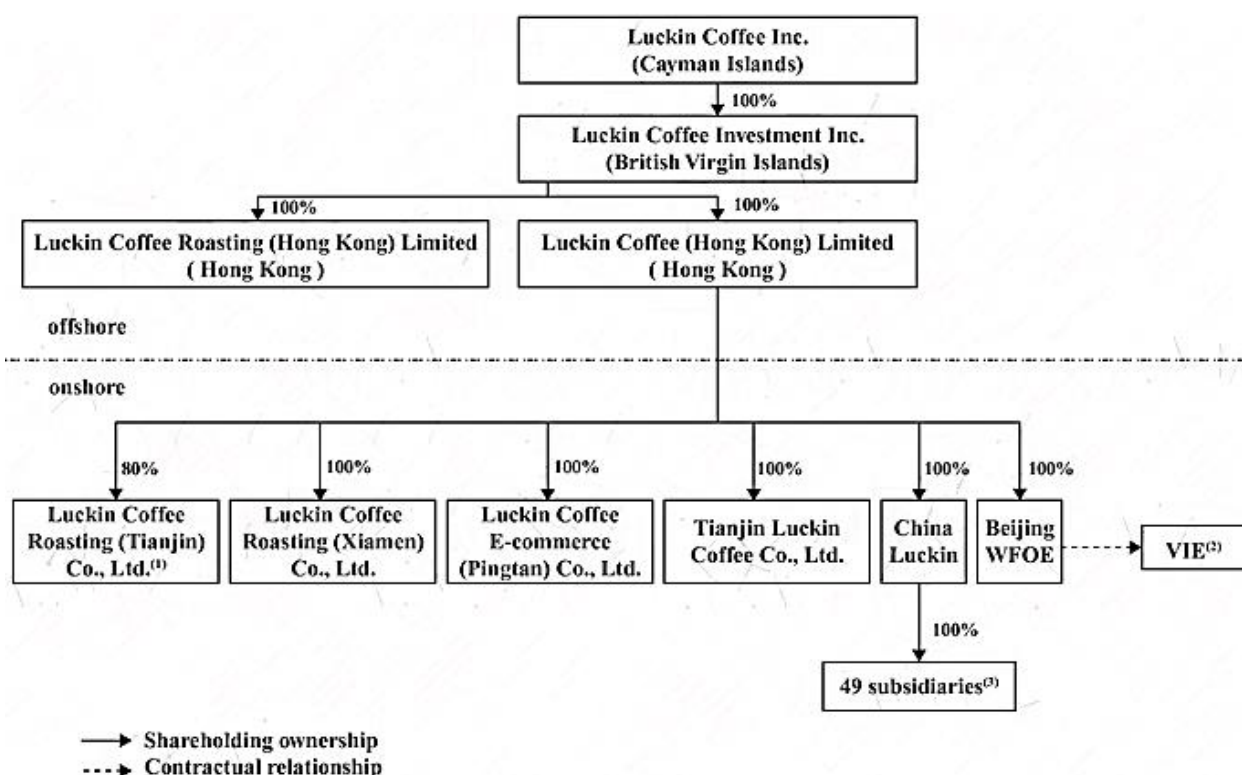 Luckin Coffee Inc.
(Cayman Islands)
100%
Luckin Coffee Investment Inc.
(British Virgin Islands)
100%
100%
Luckin Coffee Roasting (Hong Kong) Limited
( Hong Kong )
Luckin Coffee (Hong Kong) Limited
( Hong Kong )
offshore
onshore
80%
100%
100%
100%
100%
100%
Luckin Coffee
Roasting (Tianjin)
Co., Ltd.(1)
Luckin Coffee
Roasting (Xiamen)
Co., Ltd.
Luckin Coffee
E-commerce
(Pingtan) Co., Ltd.
Tianjin Luckin
Coffee Co., Ltd.
China
Luckin
Beijing
WFOE
VIE(2)
100%
49 subsidiaries(3)
Shareholding ownership
Contractual relationship